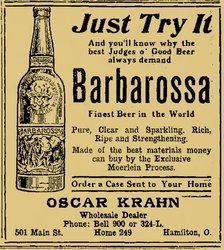 Just Try It
And you'll know why the
best Judges o' Good Beer
always demand
Barbarossa
Finest Beer in the World
Pure, Clear and Sparkling. Rich,
Ripe and Strengthening.
Made of the best materials money
can buy by the Exclusive
Moerlein Process.
Order a Case Sent to Your Home
BARBAROSSA
OSCAR KRAHN
Wholesale Dealer
Phone: Bell 900 or 324-L.
501 Main St. Home 249 Hamilton, O.